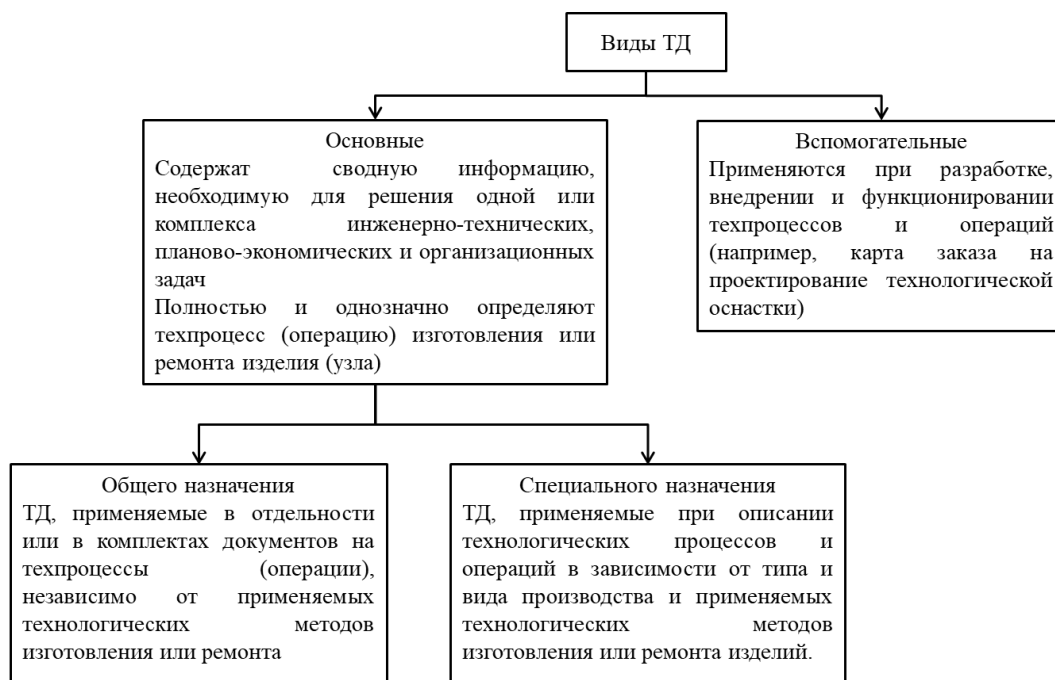 Виды ТД
Основные
Содержат сводную информацию,
необходимую для решения одной или
комплекса инженерно-технических,
планово-экономических и организационных
задач
Полностью и однозначно определяют
техпроцесс (операцию) изготовления или
ремонта изделия (узла)
Вспомогательные
Применяются при разработке,
внедрении и функционировании
техпроцессов и операций
(например, карта заказа на
проектирование технологической
оснастки)
Общего назначения
ТД, применяемые в отдельности
или в комплектах документов на
техпроцессы (операции),
независимо от применяемых
технологических методов
изготовления или ремонта
Специального назначения
ТД, применяемые при описании
технологических процессов и
операций в зависимости от типа и
вида производства и применяемых
технологических методов
изготовления или ремонта изделий.